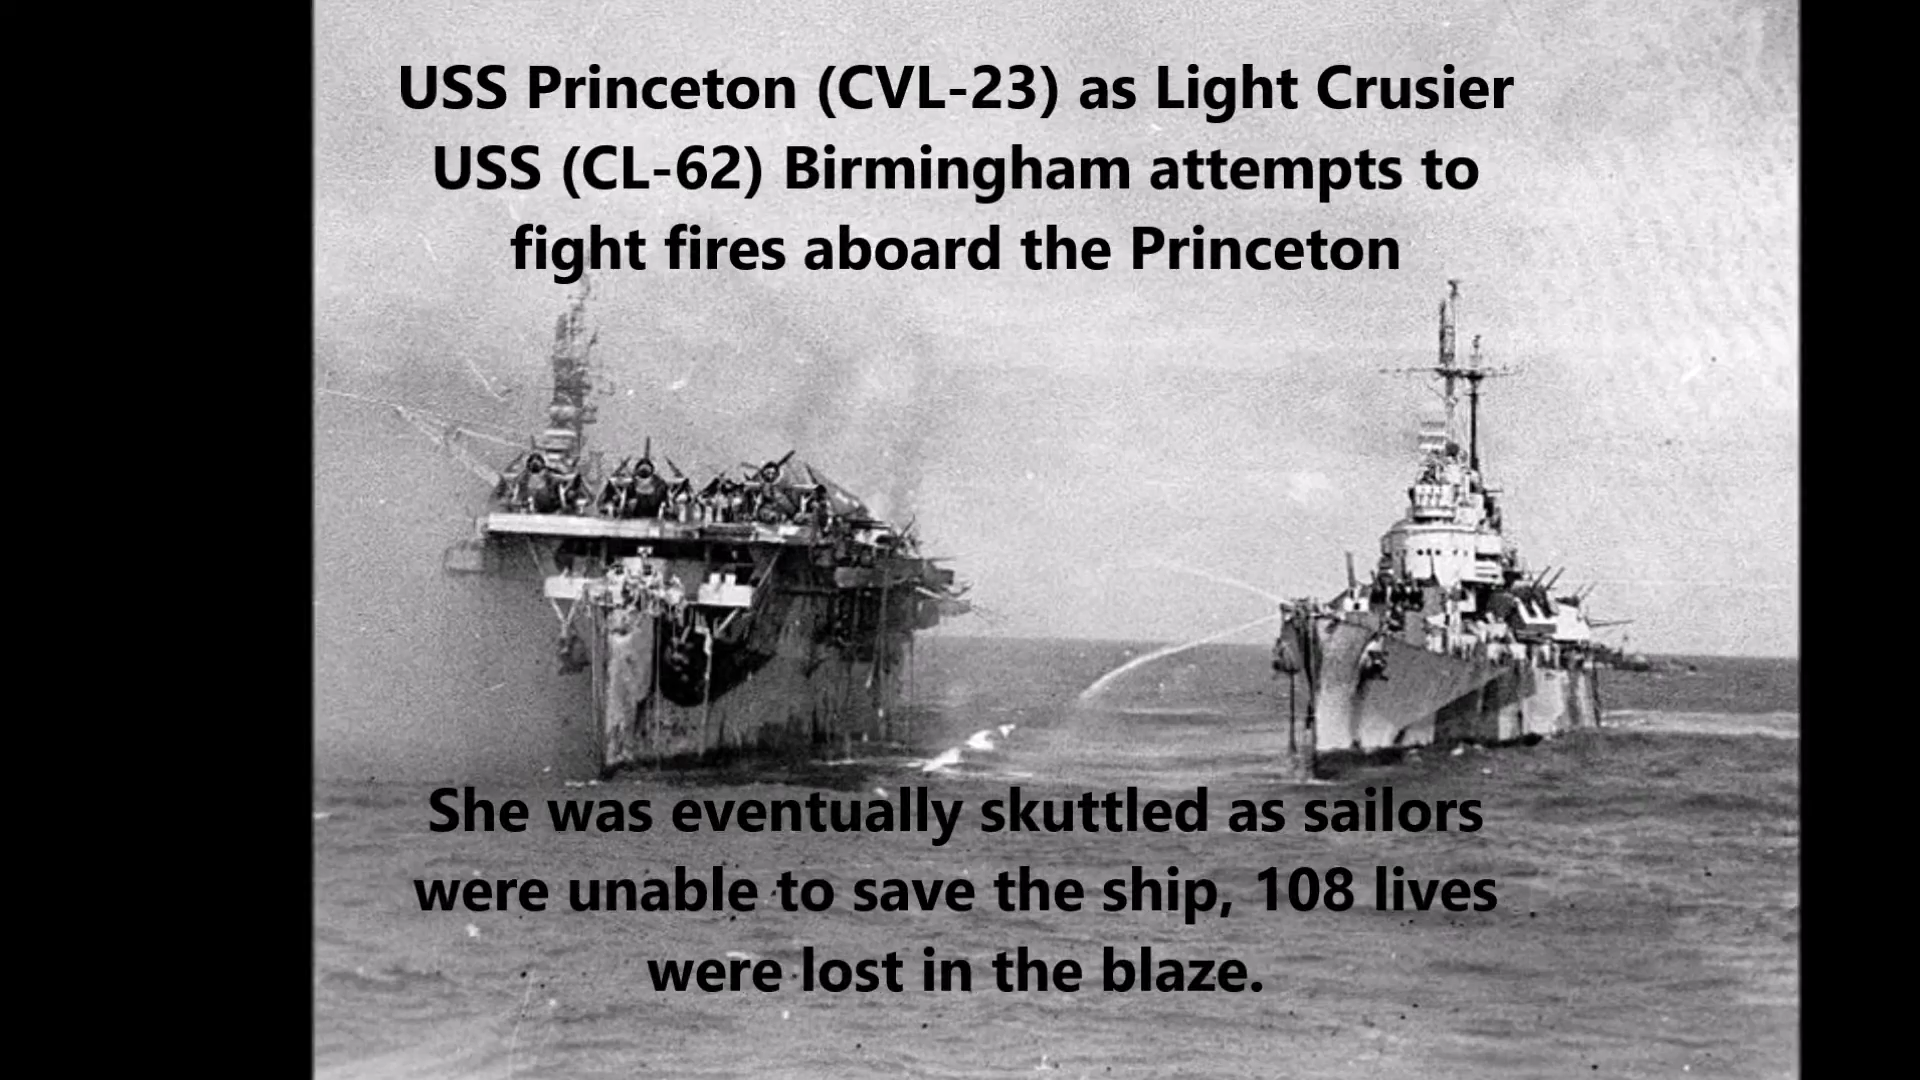 USS Princeton (CVL-23) as Light Crusier
USS (CL-62) Birmingham attempts to
fight fires aboard the Princeton
She was eventually skuttled as sailors
were unable to save the ship, 108 lives
were lost in the blaze.